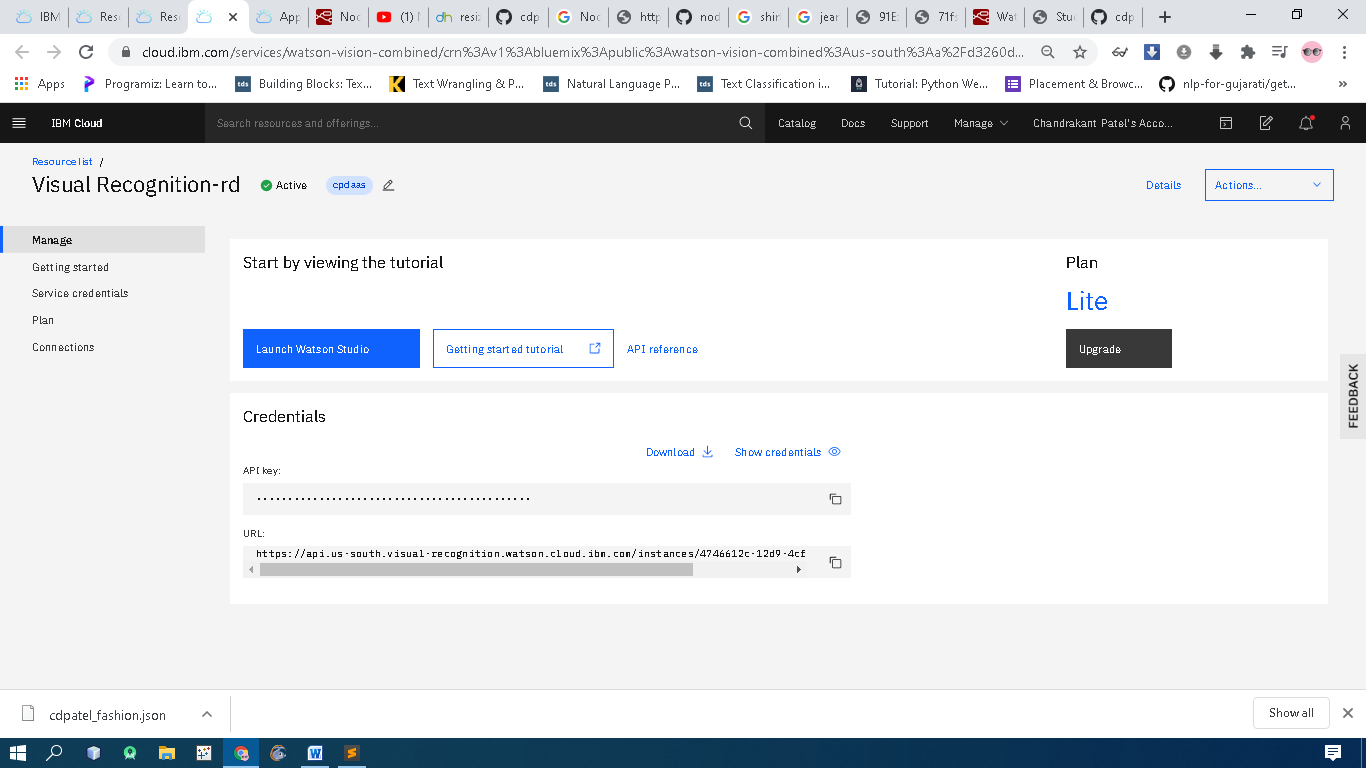 IBM
Reso
Reso
App
Noc
(1) N
resi
cdp
Noc
http
nod
shir
jear
91E
71f
Wat
Stu
cdp
cloud.ibm.com/services/watson-vision-combined/crn%3Av1%3Abluemix%3Apublic%3Awatson-vision-combined%3Aus-south%3Aa%2Fd3260d...
Apps
Programiz: Learn to...
Building Blocks: Tex...
Text Wrangling & P...
Natural Language P...
Text Classification i...
Tutorial: Python We...
Placement & Browc...
nlp-for-gujarati/get...
»
IBM Cloud
Search resources and offerings...
Catalog
Docs
Support
Manage
Chandrakant Patel's Acco...
Resource list /
Visual Recognition-rd
Active
cpdaas
Details
Actions...
Manage
Getting started
Service credentials
Plan
Connections
Start by viewing the tutorial
Launch Watson Studio
Getting started tutorial
API reference
Plan
Lite
Upgrade
FEEDBACK
Credentials
Download
Show credentials
API key:
URL:
https://api.us-south.visual-recognition.watson.cloud.ibm.com/instances/4746612c-12d9-4cf
cdpatel_fashion.json
Show all